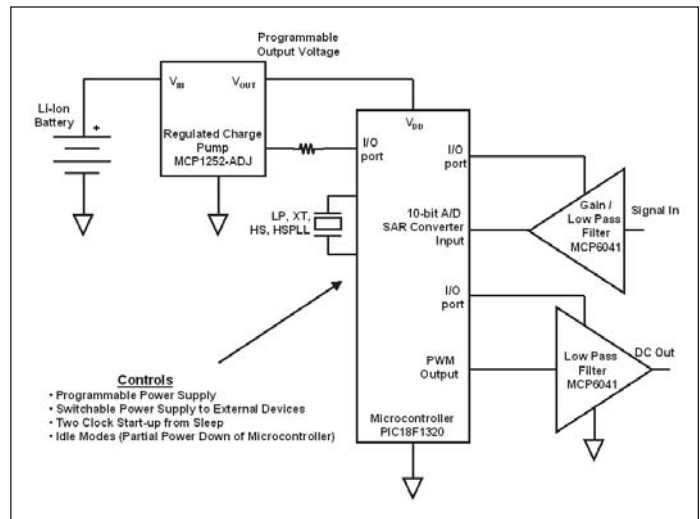 Programmable
Output Voltage
Li-Ion
Battery
+
VIN
VOUT
Regulated Charge
Pump
MCP1252-ADJ
VDD
I/O
port
I/O
port
LP, XT,
HS, HSPLL
10-bit A/D
SAR Converter
Input
Gain /
Low Pass
Filter
MCP6041
Signal In
I/O
port
PWM
Output
Low Pass
Filter
MCP6041
DC Out
Microcontroller
PIC18F1320
Controls
• Programmable Power Supply
• Switchable Power Supply to External Devices
• Two Clock Start-up from Sleep
• Idle Modes (Partial Power Down of Microcontroller)